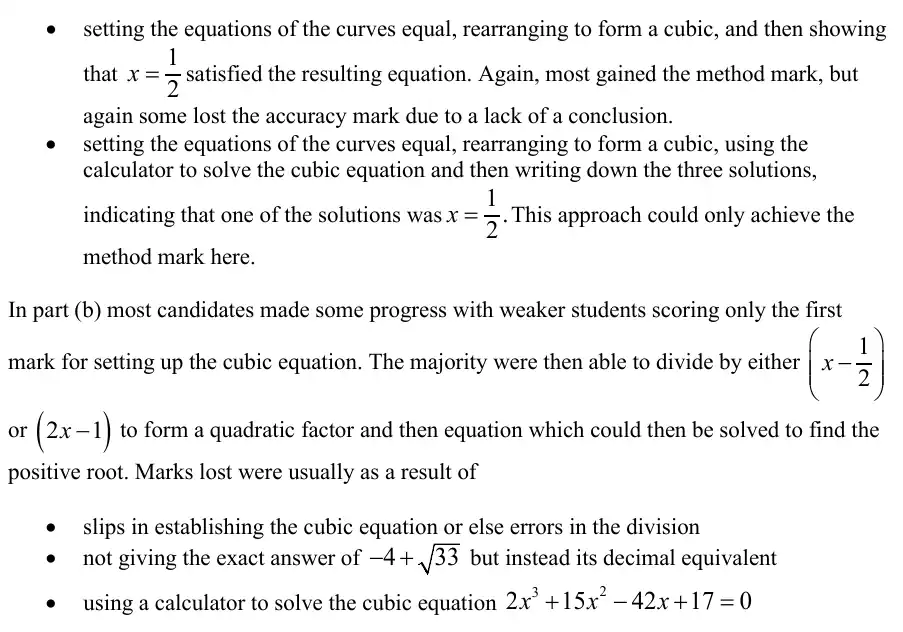 • setting the equations of the curves equal, rearranging to form a cubic, and then showing
that x = 1/2 satisfied the resulting equation. Again, most gained the method mark, but
again some lost the accuracy mark due to a lack of a conclusion.
• setting the equations of the curves equal, rearranging to form a cubic, using the
calculator to solve the cubic equation and then writing down the three solutions,
indicating that one of the solutions was x = 1/2. This approach could only achieve the
method mark here.
In part (b) most candidates made some progress with weaker students scoring only the first
mark for setting up the cubic equation. The majority were then able to divide by either (x − 1/2)
or (2x − 1) to form a quadratic factor and then equation which could then be solved to find the
positive root. Marks lost were usually as a result of
• slips in establishing the cubic equation or else errors in the division
• not giving the exact answer of −4 + √33 but instead its decimal equivalent
• using a calculator to solve the cubic equation 2x³ + 15x² − 42x + 17 = 0